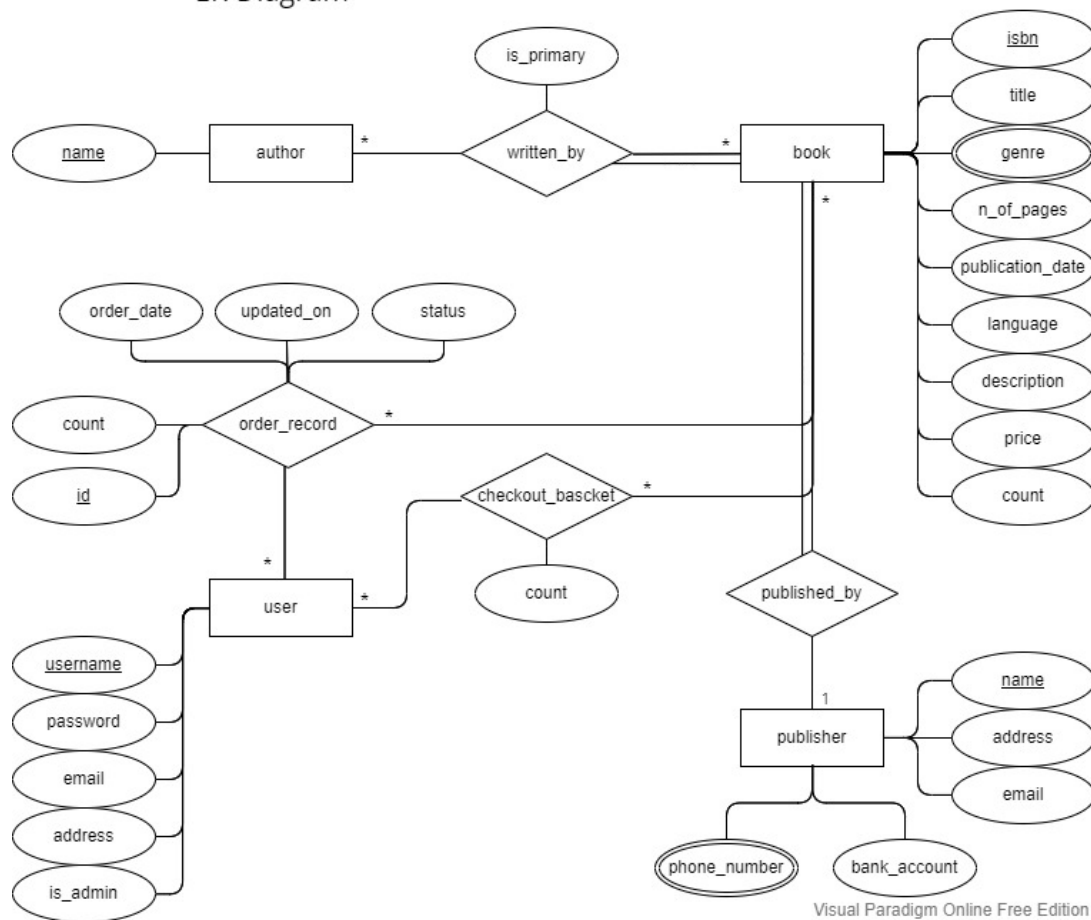 ER Diagram
is_primary
isbn
title
name
author
*
written_by
*
book
genre
*
n_of_pages
publication_date
order_date
updated_on
status
language
description
count
order_record
*
price
id
checkout_bascket
*
count
*
user
*
count
published_by
username
name
password
1
publisher
address
email
email
address
phone_number
bank_account
is_admin
Visual Paradigm Online Free Edition